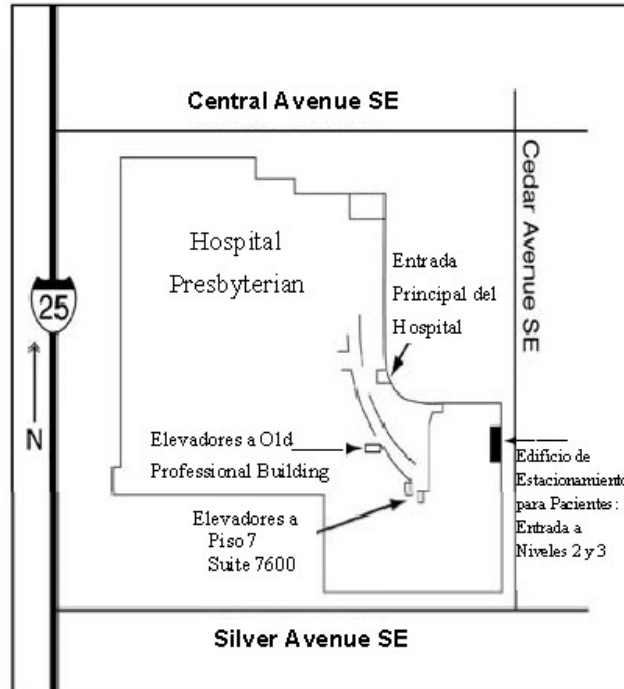 Central Avenue SE
Cedar Avenue SE
Hospital
Presbyterian
Entrada
Principal del
Hospital
25
N
Elevadores a Old
Professional Building
Edificio de
Estacionamiento
para Pacientes:
Entrada a
Niveles 2 y 3
Elevadores a
Piso 7
Suite 7600
Silver Avenue SE